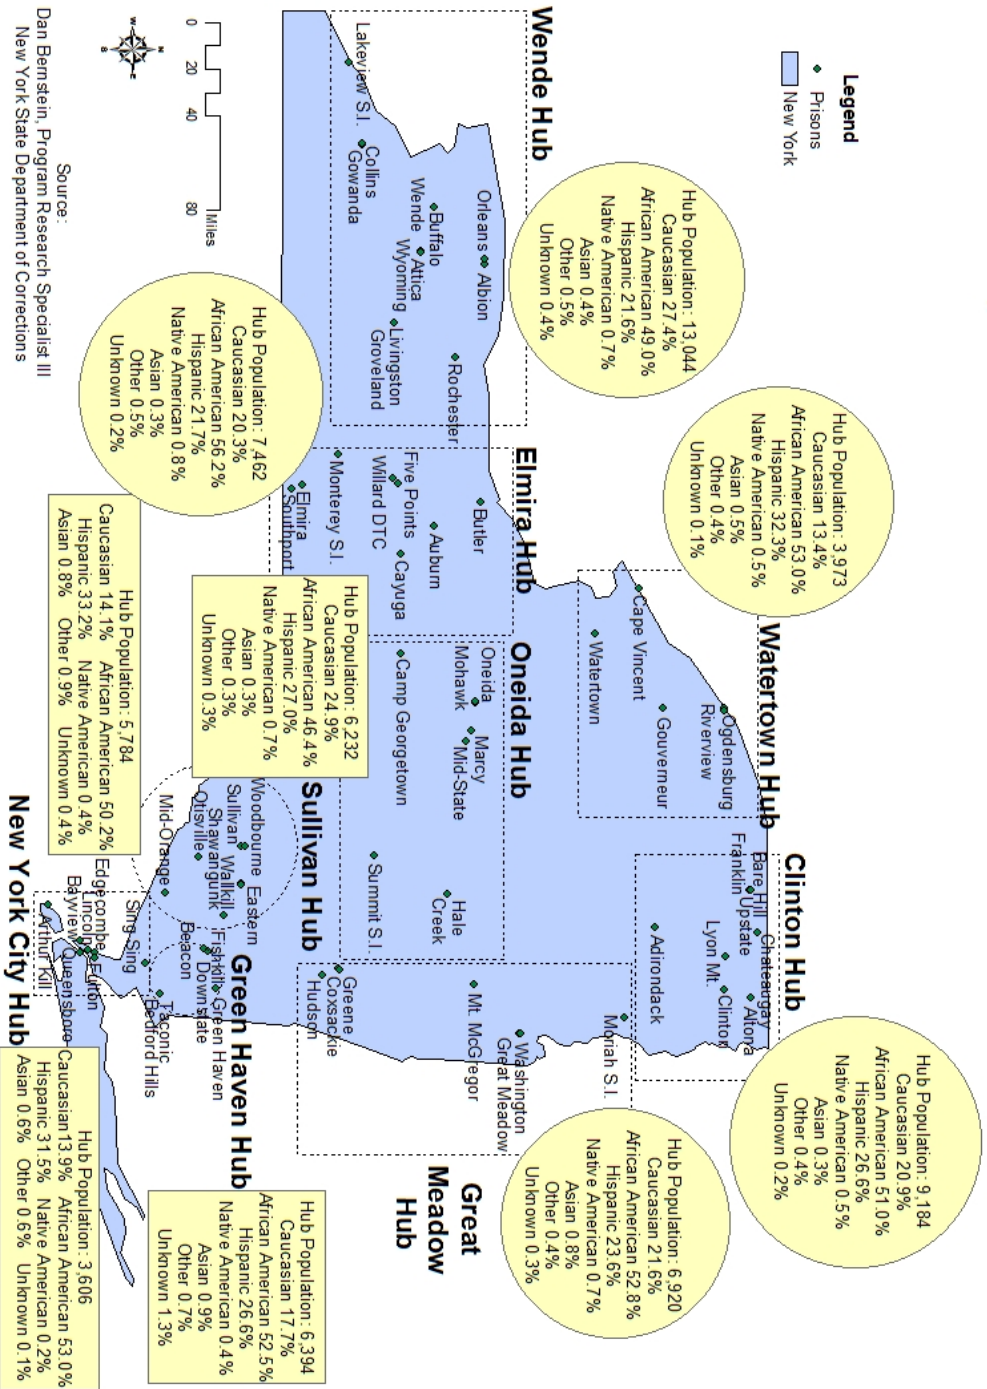 Legend
Prisons
New York
Wende Hub
Hub Population: 13,044
Caucasian 27.4%
African American 49.0%
Hispanic 21.6%
Native American 0.7%
Asian 0.4%
Other 0.5%
Unknown 0.4%
Orleans
Albion
Lakeview S.I.
Collins
Gowanda
Buffalo
Wende
Attica
Wyoming
Livingston
Groveland
Rochester
Hub Population: 3,973
Caucasian 13.4%
African American 53.0%
Hispanic 32.3%
Native American 0.5%
Asian 0.5%
Other 0.4%
Unknown 0.1%
Watertown Hub
Cape Vincent
Watertown
Gouverneur
Ogdensburg
Riverview
Clinton Hub
Bare Hill
Franklin
Upstate
Chateaugay
Lyon Mt.
Clinton
Altona
Adirondack
Hub Population: 9,184
Caucasian 20.9%
African American 51.0%
Hispanic 26.6%
Native American 0.5%
Asian 0.3%
Other 0.4%
Unknown 0.2%
Elmira Hub
Butler
Five Points
Willard DTC
Auburn
Cayuga
Monterey S.I.
Elmira
Southport
Hub Population: 7,462
Caucasian 20.3%
African American 56.2%
Hispanic 21.7%
Native American 0.8%
Asian 0.3%
Other 0.5%
Unknown 0.2%
Oneida Hub
Oneida
Mohawk
Marcy
Mid-State
Camp Georgetown
Summit S.I.
Hale
Creek
Hub Population: 6,232
Caucasian 24.9%
African American 46.4%
Hispanic 27.0%
Native American 0.7%
Asian 0.3%
Other 0.3%
Unknown 0.3%
Great
Meadow
Hub
Moriah S.I.
Washington
Great Meadow
Mt. McGregor
Greene
Coxsackie
Hudson
Hub Population: 6,920
Caucasian 21.6%
African American 52.8%
Hispanic 23.6%
Native American 0.7%
Asian 0.8%
Other 0.4%
Unknown 0.3%
Sullivan Hub
Woodbourne
Sullivan
Eastern
Wallkill
Shawangunk
Otisville
Mid-Orange
Hub Population: 5,784
Caucasian 14.1% African American 50.2%
Hispanic 33.2% Native American 0.4%
Asian 0.8% Other 0.9% Unknown 0.4%
Green Haven Hub
Fishkill
Green Haven
Downstate
Beacon
Sing Sing
Taconic
Bedford Hills
Hub Population: 6,394
Caucasian 17.7%
African American 52.5%
Hispanic 26.6%
Native American 0.4%
Asian 0.9%
Other 0.7%
Unknown 1.3%
New York City Hub
Edgecombe
Lincoln
Bayview
Fulton
Queensboro
Arthur Kill
Hub Population: 3,606
Caucasian 13.9% African American 53.0%
Hispanic 31.5% Native American 0.2%
Asian 0.6% Other 0.6% Unknown 0.1%
0 20 40 80
Miles
N
W
E
S
Source:
Dan Bernstein, Program Research Specialist III
New York State Department of Corrections